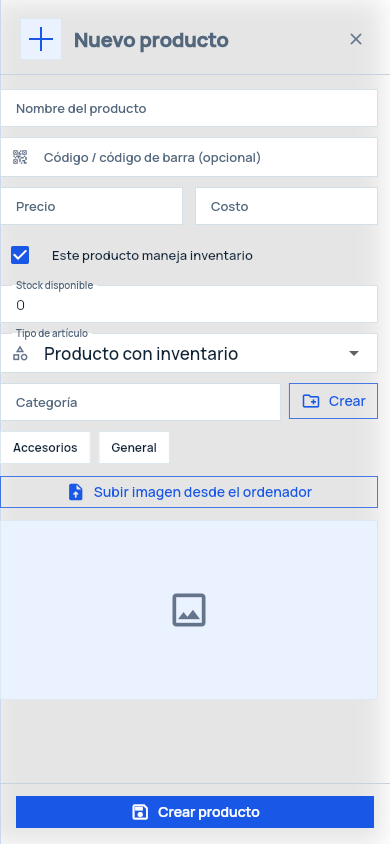 Nuevo producto
Nombre del producto
Código / código de barra (opcional)
Precio
Costo
Este producto maneja inventario
Stock disponible
0
Tipo de artículo
Producto con inventario
Categoría
Crear
Accesorios
General
Subir imagen desde el ordenador
Crear producto